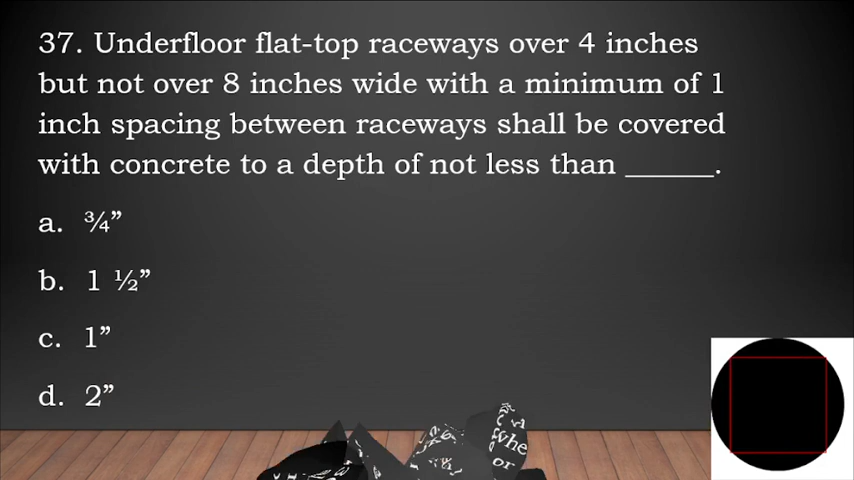 37. Underfloor flat-top raceways over 4 inches
but not over 8 inches wide with a minimum of 1
inch spacing between raceways shall be covered
with concrete to a depth of not less than ______.
a. ¾”
b. 1 ½”
c. 1”
d. 2”
whe
or